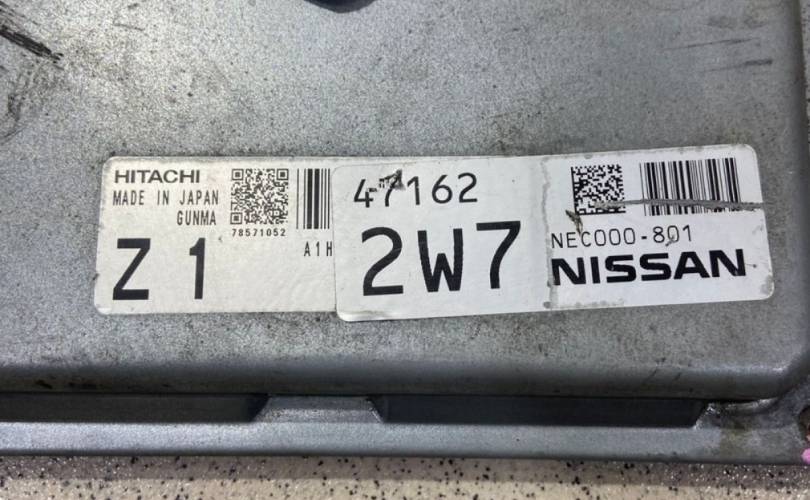 HITACHI
MADE IN JAPAN
GUNMA
78571052
Z 1
A1H
47162
2W7
NEC000-801
NISSAN